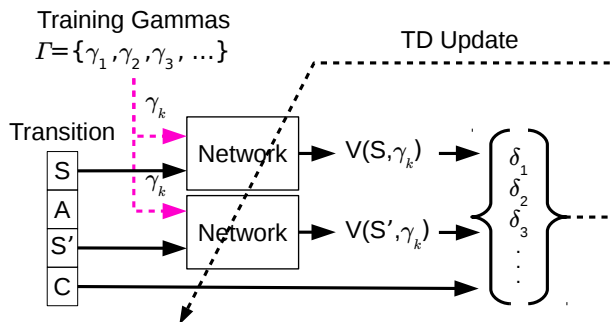 Training Gammas
Γ={γ₁,γ₂,γ₃, ...}
TD Update
γₖ
Transition
S
Network
V(S,γₖ)
δ₁
γₖ
A
δ₂
S'
Network
V(S',γₖ)
δ₃
.
.
.
C